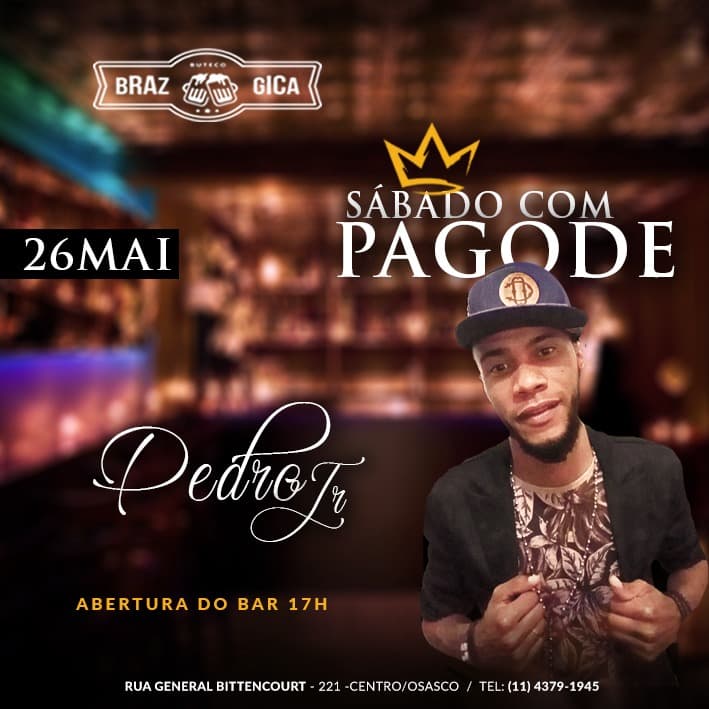 BUTECO
BRAZ GICA
SÁBADO COM
PAGODE
26MAI
Pedro Jr
ABERTURA DO BAR 17H
RUA GENERAL BITTENCOURT - 221 -CENTRO/OSASCO / TEL: (11) 4379-1945